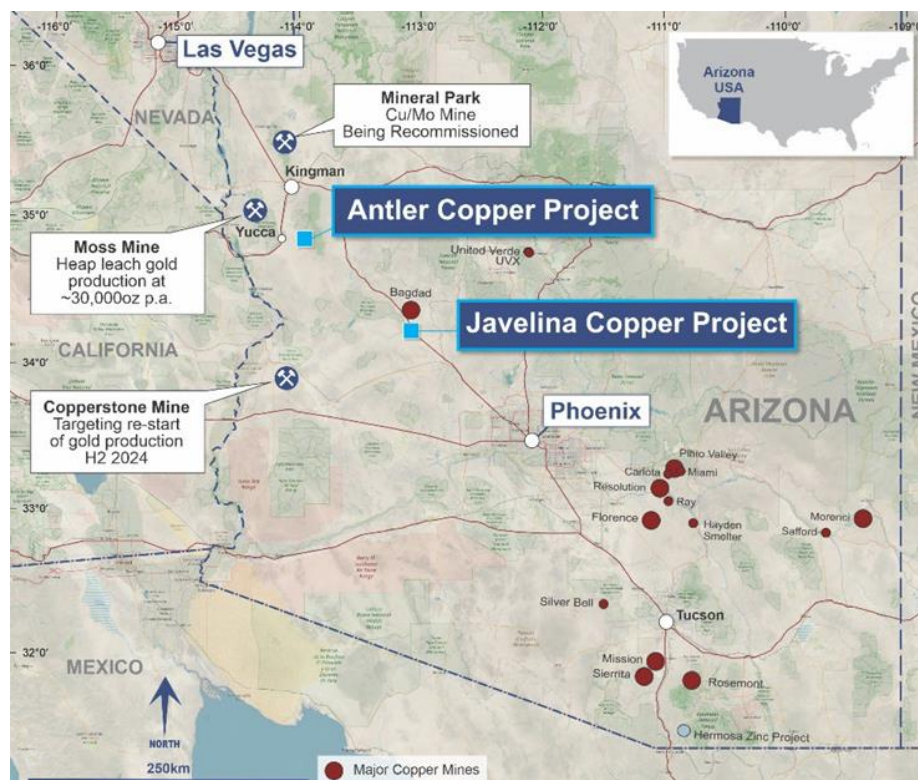 -116°0'
-115°0'
-114°0'
-113°0'
-112°0'
-111°0'
-110°0'
-109°0'
36°0'
35°0'
34°0'
33°0'
32°0'
Las Vegas
Arizona
USA
NEVADA
Mineral Park
Cu/Mo Mine
Being Recommissioned
Kingman
Antler Copper Project
Yucca
Moss Mine
Heap leach gold
production at
~30,000oz p.a.
United Verde
UVX
Bagdad
Javelina Copper Project
CALIFORNIA
Copperstone Mine
Targeting re-start
of gold production
H2 2024
Phoenix
ARIZONA
NEW MEXICO
Pinto Valley
Carlota
Miami
Resolution
Ray
Florence
Hayden
Smelter
Morenci
Safford
Silver Bell
Tucson
Mission
Sierrita
Rosemont
Hermosa Zinc Project
MEXICO
NORTH
250km
Major Copper Mines